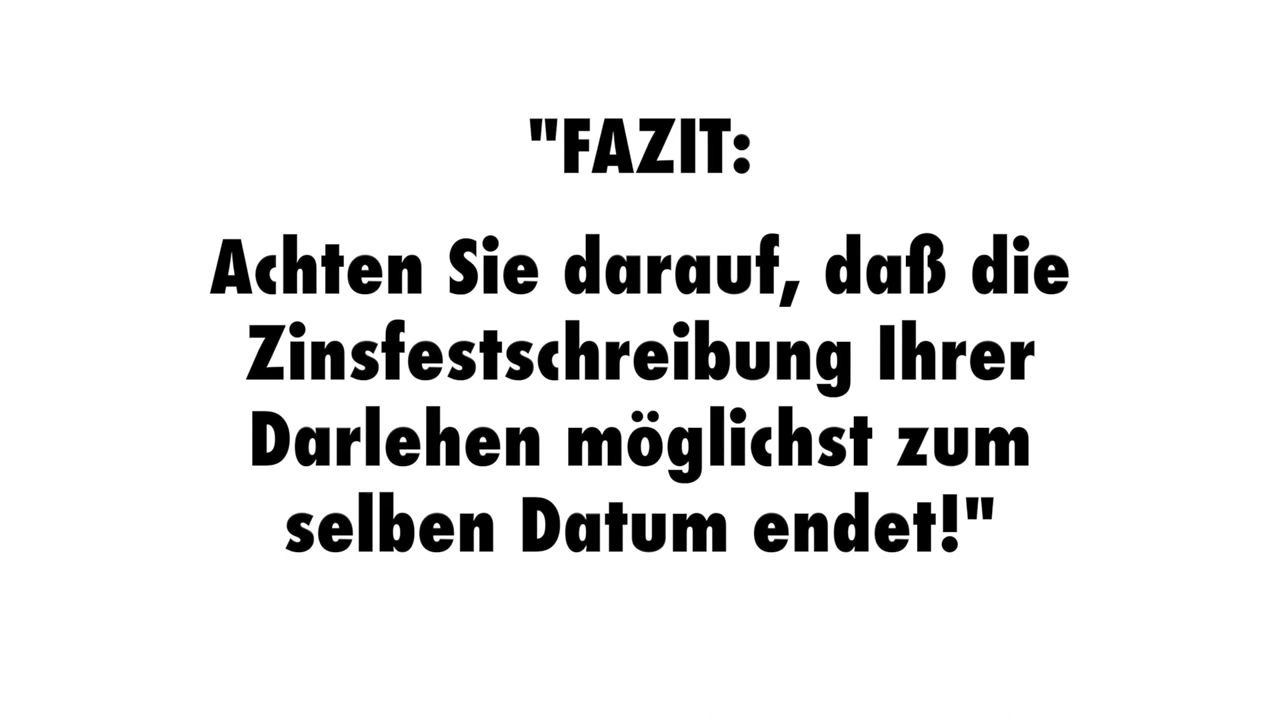 "FAZIT:
Achten Sie darauf, daß die
Zinsfestschreibung Ihrer
Darlehen möglichst zum
selben Datum endet!"